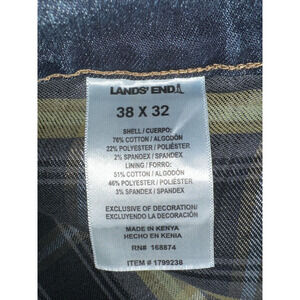 LANDS' END
38 X 32
SHELL / CUERPO:
76% COTTON / ALGODÓN
22% POLYESTER / POLIÉSTER
2% SPANDEX / SPANDEX
LINING / FORRO:
51% COTTON / ALGODÓN
46% POLYESTER / POLIÉSTER
3% SPANDEX / SPANDEX
EXCLUSIVE OF DECORATION/
EXCLUYENDO LA DECORACIÓN
MADE IN KENYA
HECHO EN KENIA
RN# 168874
ITEM # 1799238